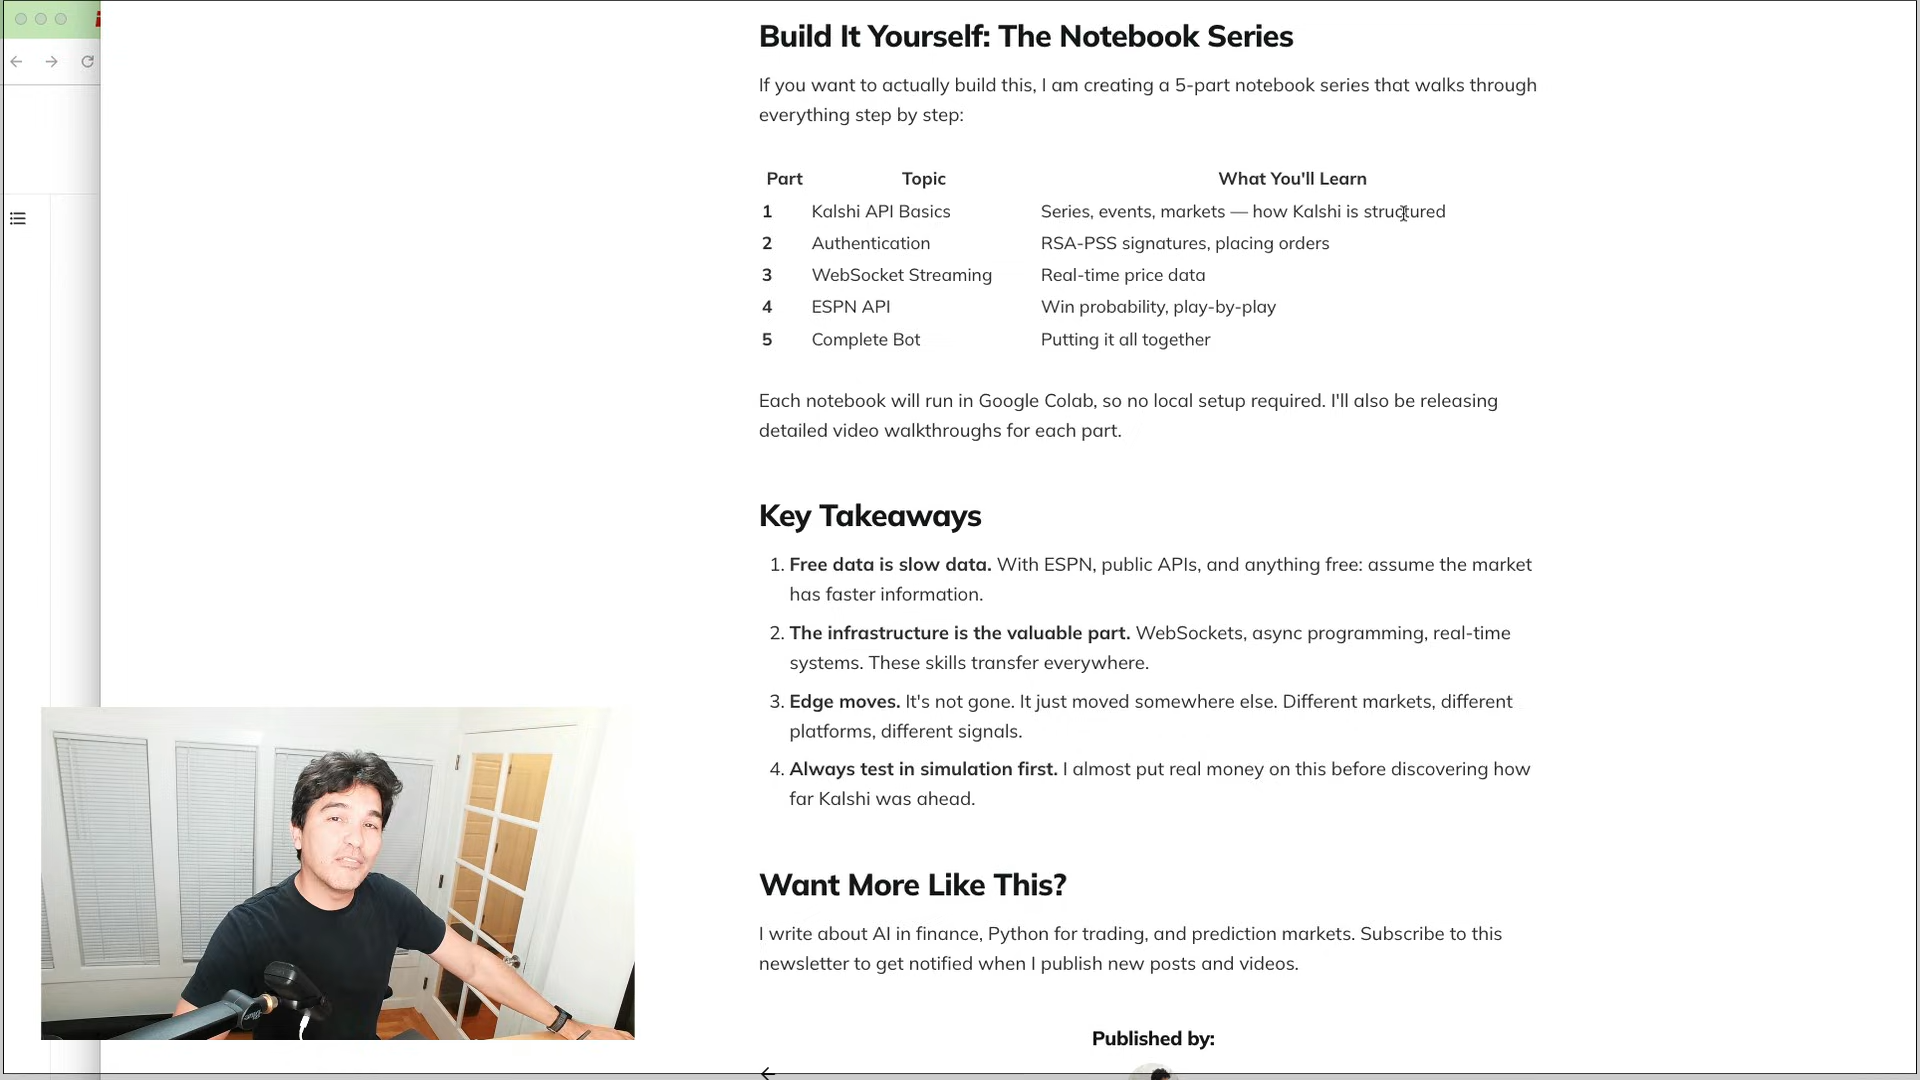 Build It Yourself: The Notebook Series
If you want to actually build this, I am creating a 5-part notebook series that walks through
everything step by step:
Part Topic What You'll Learn
1 Kalshi API Basics Series, events, markets — how Kalshi is structured
2 Authentication RSA-PSS signatures, placing orders
3 WebSocket Streaming Real-time price data
4 ESPN API Win probability, play-by-play
5 Complete Bot Putting it all together
Each notebook will run in Google Colab, so no local setup required. I'll also be releasing
detailed video walkthroughs for each part.
Key Takeaways
1. Free data is slow data. With ESPN, public APIs, and anything free: assume the market
has faster information.
2. The infrastructure is the valuable part. WebSockets, async programming, real-time
systems. These skills transfer everywhere.
3. Edge moves. It's not gone. It just moved somewhere else. Different markets, different
platforms, different signals.
4. Always test in simulation first. I almost put real money on this before discovering how
far Kalshi was ahead.
Want More Like This?
I write about AI in finance, Python for trading, and prediction markets. Subscribe to this
newsletter to get notified when I publish new posts and videos.
Published by: